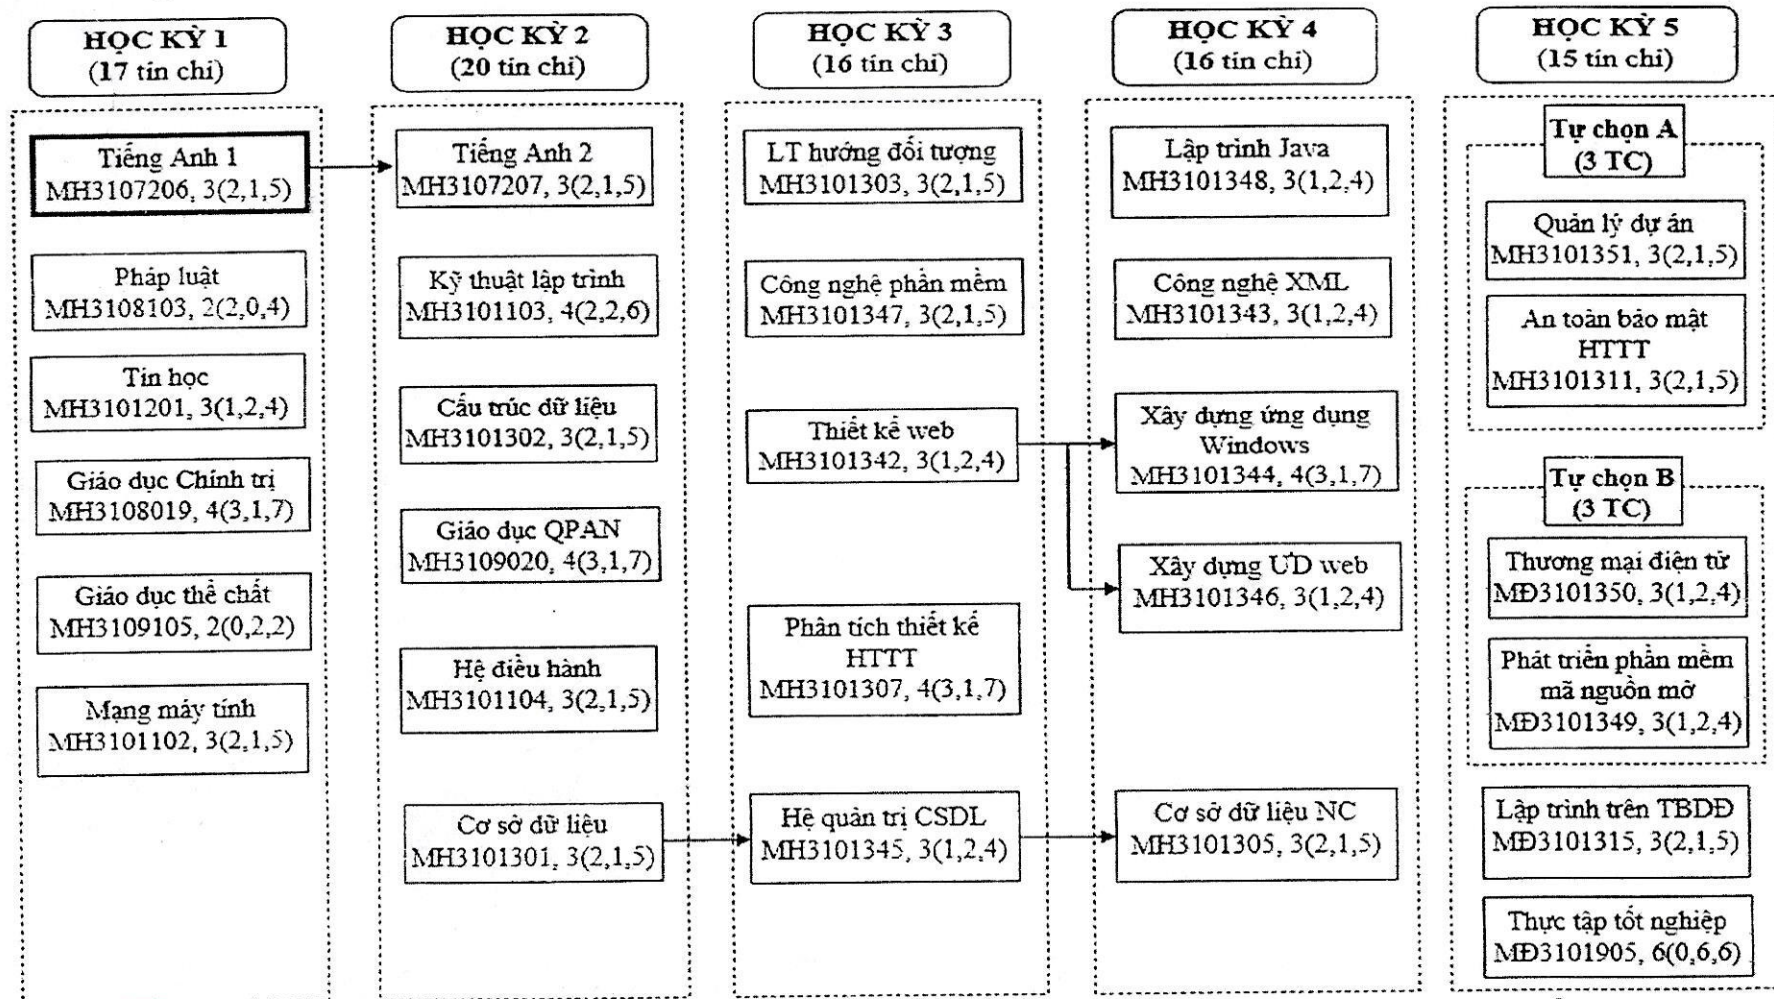 HỌC KỲ 1
(17 tín chi)
Tiếng Anh 1
MH3107206, 3(2,1,5)
Pháp luật
MH3108103, 2(2,0,4)
Tin học
MH3101201, 3(1,2,4)
Giáo dục Chính trị
MH3108019, 4(3,1,7)
Giáo dục thể chất
MH3109105, 2(0,2,2)
Mạng máy tính
MH3101102, 3(2,1,5)
HỌC KỲ 2
(20 tín chi)
Tiếng Anh 2
MH3107207, 3(2,1,5)
Kỹ thuật lập trình
MH3101103, 4(2,2,6)
Cấu trúc dữ liệu
MH3101302, 3(2,1,5)
Giáo dục QPAN
MH3109020, 4(3,1,7)
Hệ điều hành
MH3101104, 3(2,1,5)
Cơ sở dữ liệu
MH3101301, 3(2,1,5)
HỌC KỲ 3
(16 tín chi)
LT hướng đối tượng
MH3101303, 3(2,1,5)
Công nghệ phần mềm
MH3101347, 3(2,1,5)
Thiết kế web
MH3101342, 3(1,2,4)
Phân tích thiết kế
HTTT
MH3101307, 4(3,1,7)
Hệ quản trị CSDL
MH3101345, 3(1,2,4)
HỌC KỲ 4
(16 tín chi)
Lập trình Java
MH3101348, 3(1,2,4)
Công nghệ XML
MH3101343, 3(1,2,4)
Xây dựng ứng dụng
Windows
MH3101344, 4(3,1,7)
Xây dựng ƯD web
MH3101346, 3(1,2,4)
Cơ sở dữ liệu NC
MH3101305, 3(2,1,5)
HỌC KỲ 5
(15 tín chi)
Tự chọn A
(3 TC)
Quản lý dự án
MH3101351, 3(2,1,5)
An toàn bảo mật
HTTT
MH3101311, 3(2,1,5)
Tự chọn B
(3 TC)
Thương mại điện tử
MĐ3101350, 3(1,2,4)
Phát triển phần mềm
mã nguồn mở
MĐ3101349, 3(1,2,4)
Lập trình trên TBDĐ
MĐ3101315, 3(2,1,5)
Thực tập tốt nghiệp
MĐ3101905, 6(0,6,6)